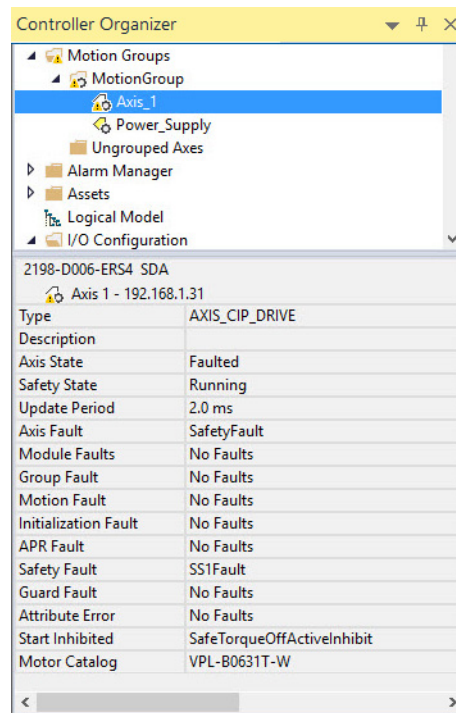 Controller Organizer
Motion Groups
MotionGroup
Axis_1
Power_Supply
Ungrouped Axes
Alarm Manager
Assets
Logical Model
I/O Configuration
2198-D006-ERS4 SDA
Axis 1 - 192.168.1.31
Type AXIS_CIP_DRIVE
Description
Axis State Faulted
Safety State Running
Update Period 2.0 ms
Axis Fault SafetyFault
Module Faults No Faults
Group Fault No Faults
Motion Fault No Faults
Initialization Fault No Faults
APR Fault No Faults
Safety Fault SS1Fault
Guard Fault No Faults
Attribute Error No Faults
Start Inhibited SafeTorqueOffActiveInhibit
Motor Catalog VPL-B0631T-W